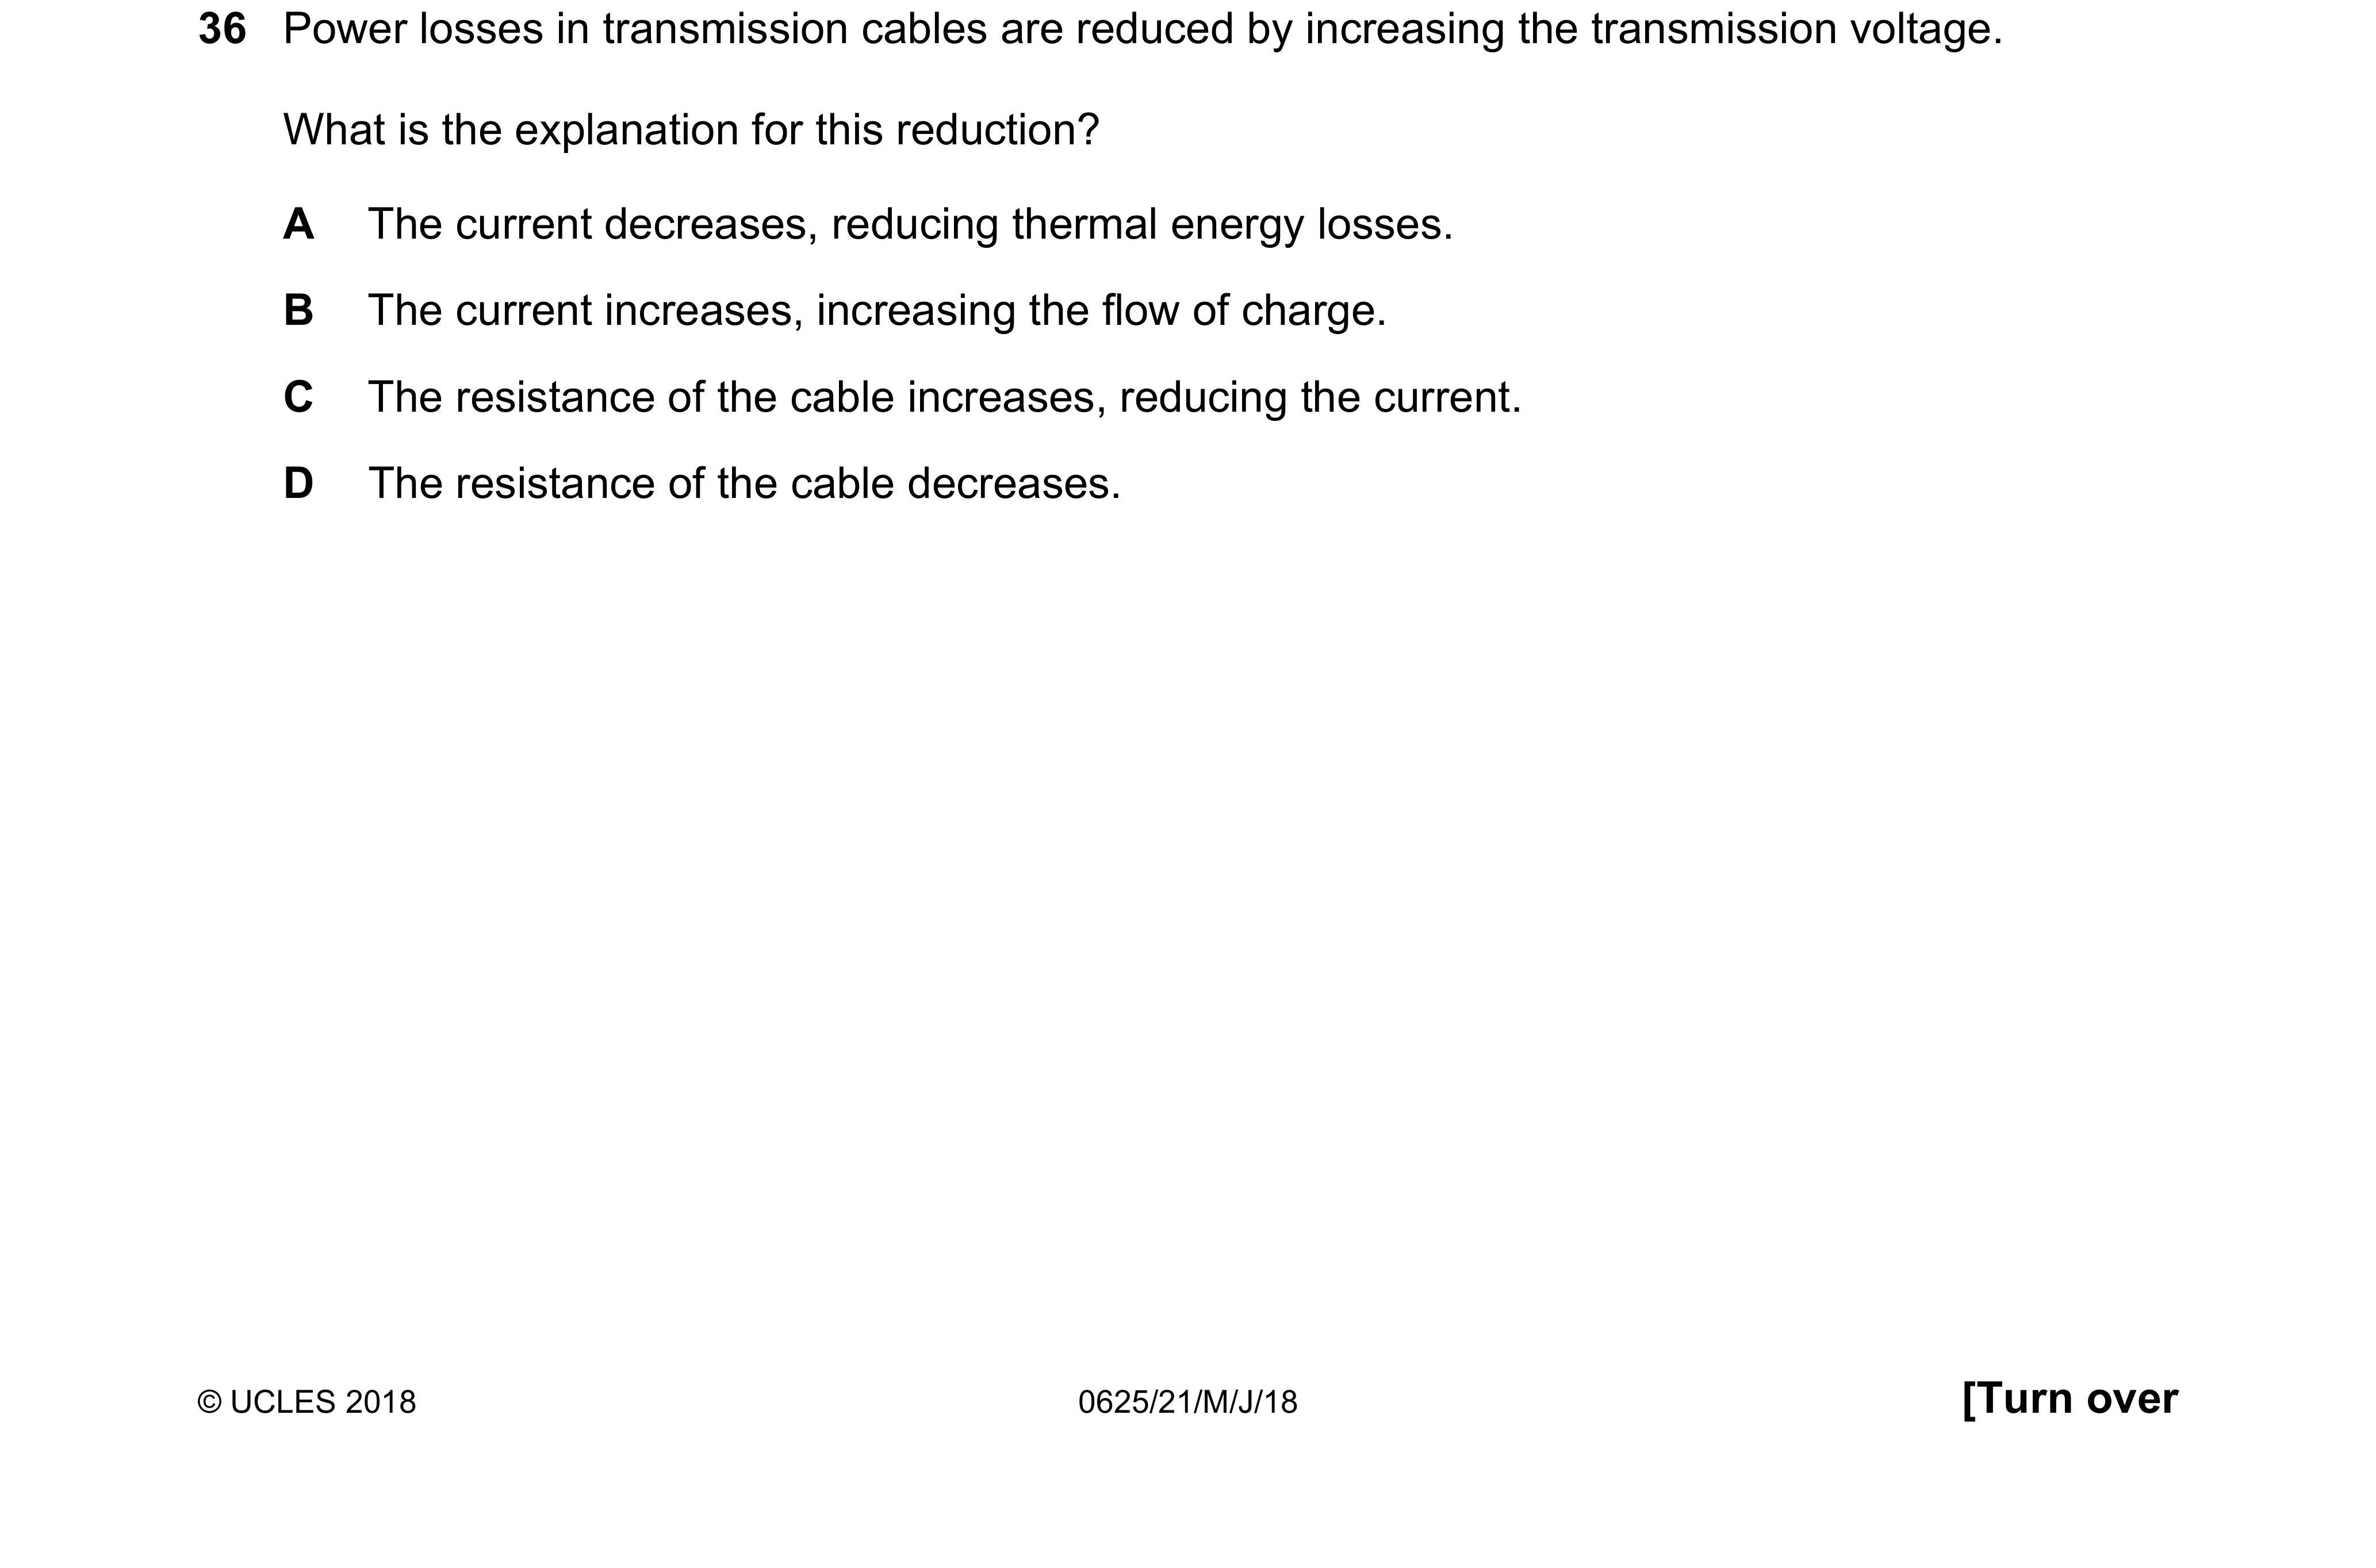 36 Power losses in transmission cables are reduced by increasing the transmission voltage.
What is the explanation for this reduction?
A The current decreases, reducing thermal energy losses.
B The current increases, increasing the flow of charge.
C The resistance of the cable increases, reducing the current.
D The resistance of the cable decreases.
© UCLES 2018 0625/21/M/J/18 [Turn over